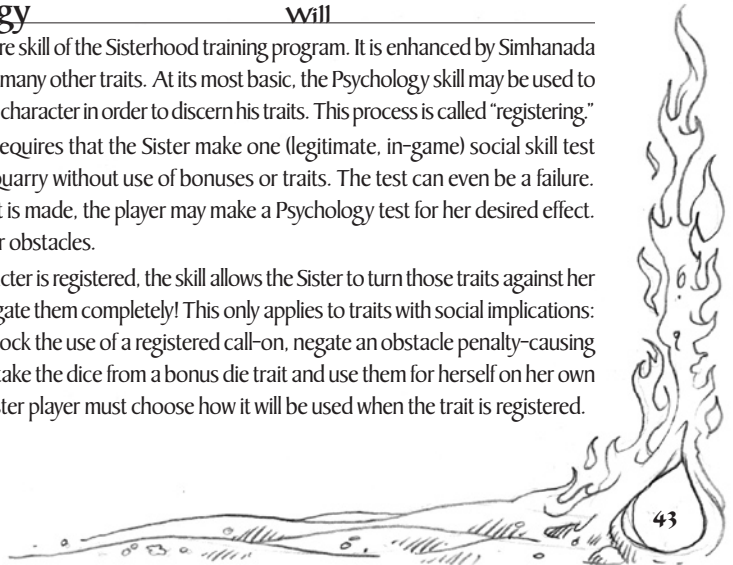 gy Will
re skill of the Sisterhood training program. It is enhanced by Simhanada
many other traits. At its most basic, the Psychology skill may be used to
character in order to discern his traits. This process is called “registering.”
equires that the Sister make one (legitimate, in-game) social skill test
uarry without use of bonuses or traits. The test can even be a failure.
t is made, the player may make a Psychology test for her desired effect.
r obstacles.
cter is registered, the skill allows the Sister to turn those traits against her
gate them completely! This only applies to traits with social implications:
ock the use of a registered call-on, negate an obstacle penalty-causing
take the dice from a bonus die trait and use them for herself on her own
ster player must choose how it will be used when the trait is registered.
43